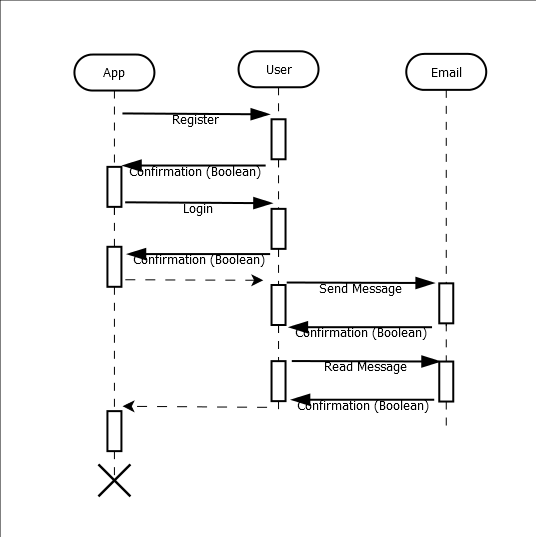 App
User
Email
Register
Confirmation (Boolean)
Login
Confirmation (Boolean)
Send Message
Confirmation (Boolean)
Read Message
Confirmation (Boolean)